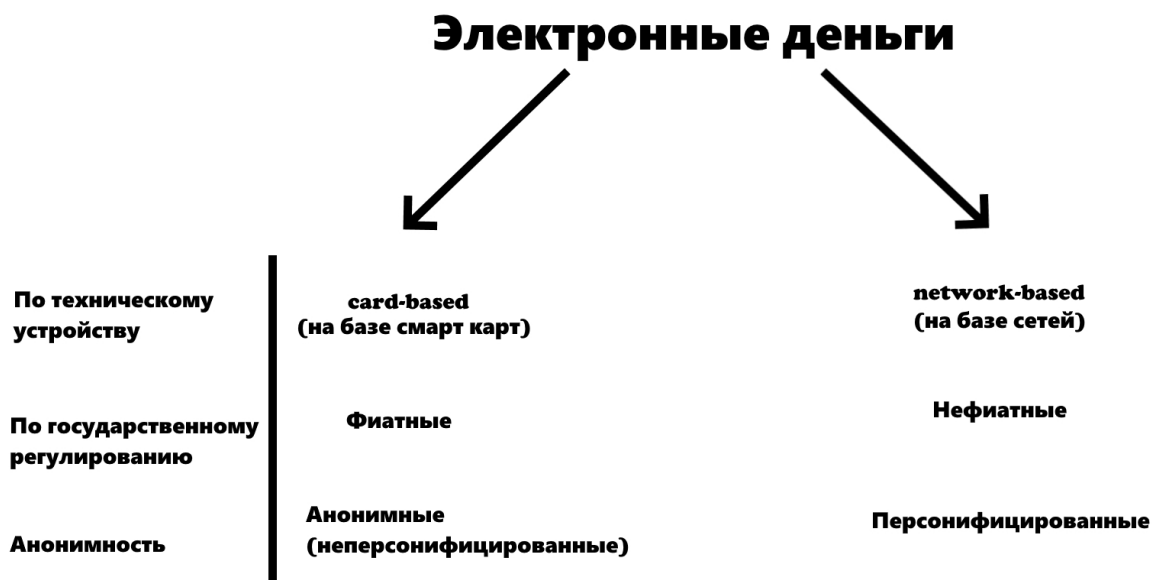 Электронные деньги
По техническому
устройству
card-based
(на базе смарт карт)
network-based
(на базе сетей)
По государственному
регулированию
Фиатные
Нефиатные
Анонимность
Анонимные
(неперсонифицированные)
Персонифицированные